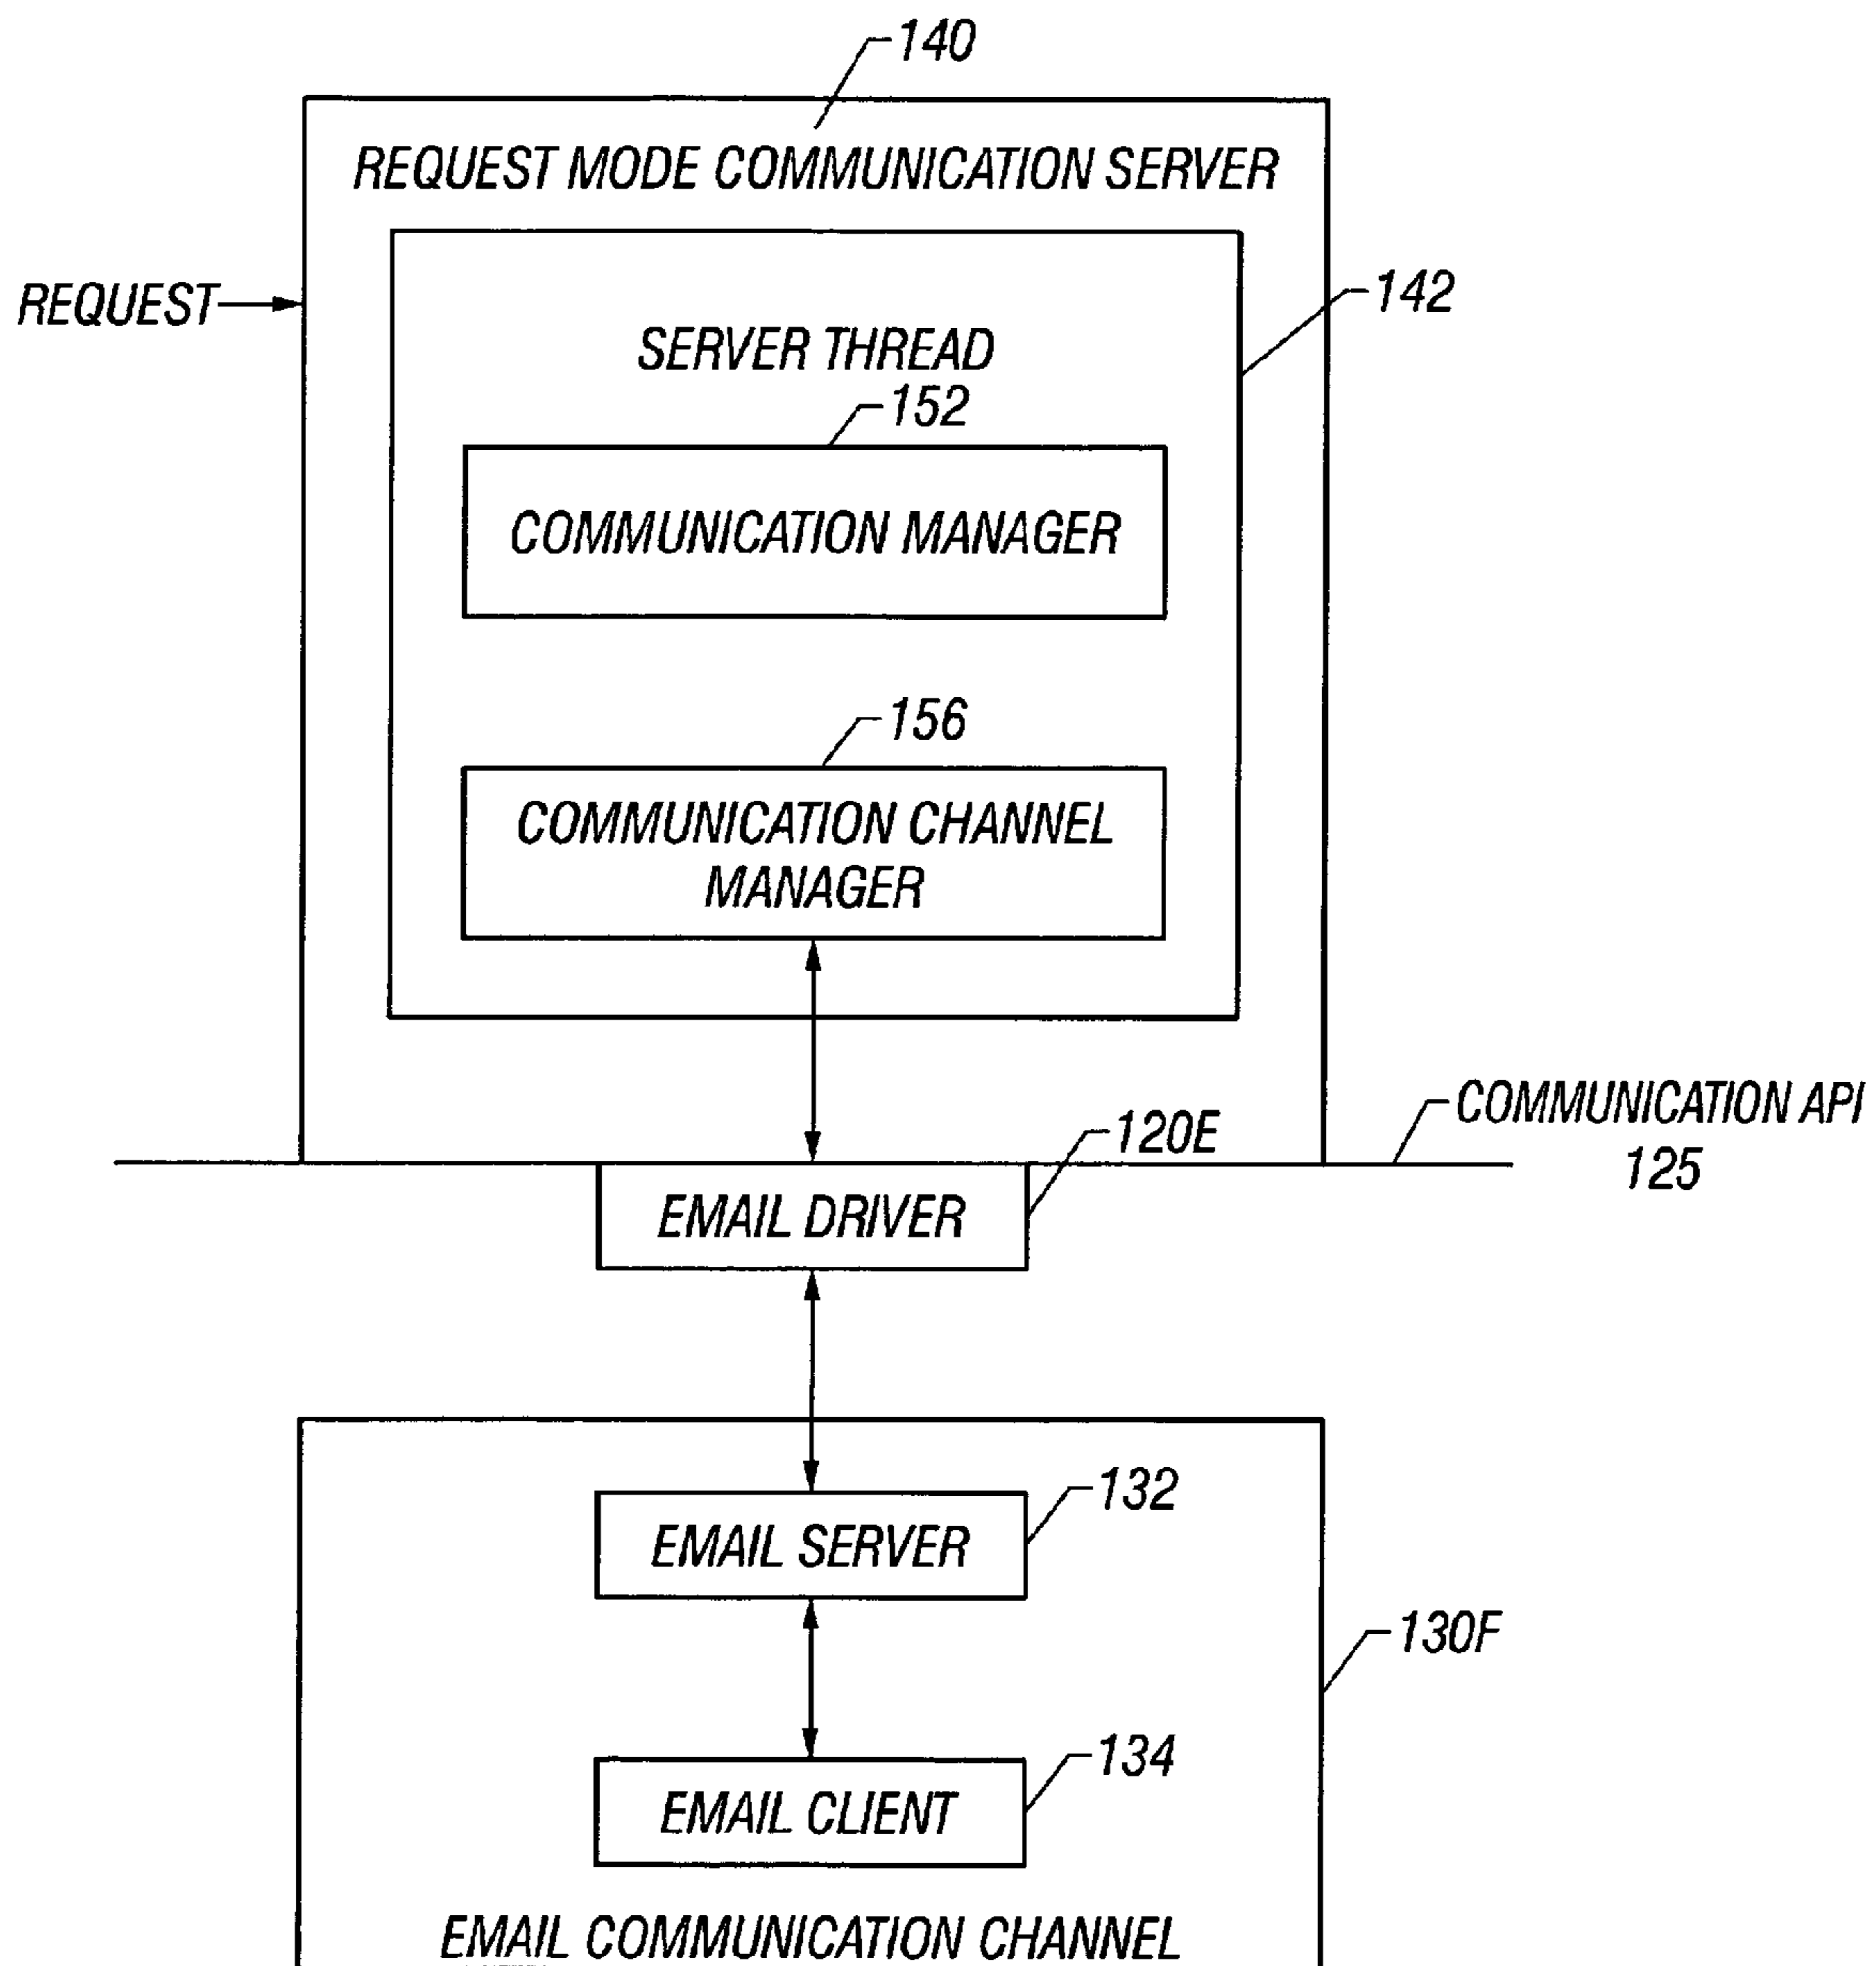 140
REQUEST MODE COMMUNICATION SERVER
REQUEST
142
SERVER THREAD
152
COMMUNICATION MANAGER
156
COMMUNICATION CHANNEL
MANAGER
COMMUNICATION API
125
120E
EMAIL DRIVER
132
EMAIL SERVER
130F
134
EMAIL CLIENT
EMAIL COMMUNICATION CHANNEL